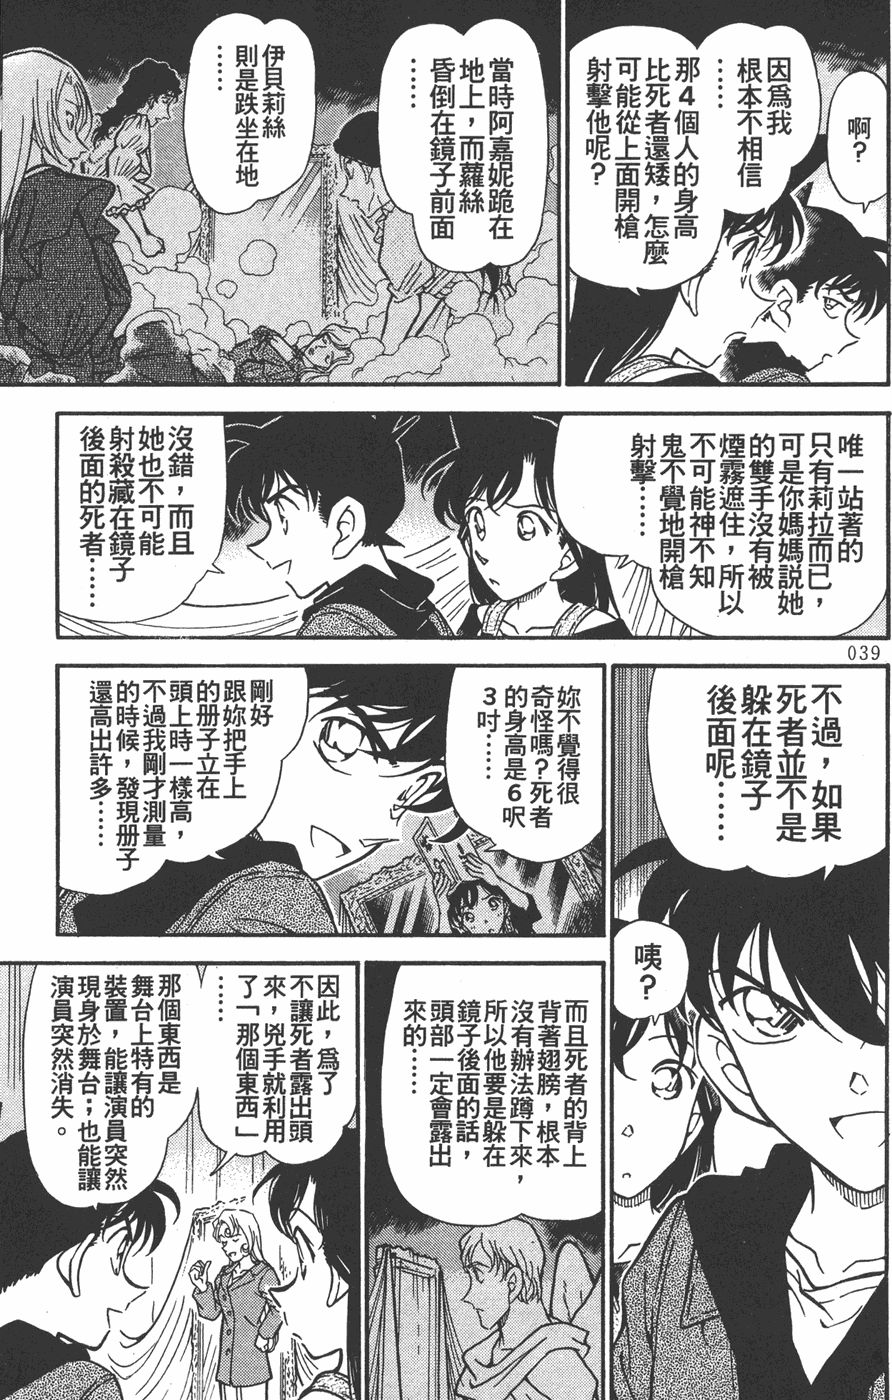 啊？
因爲我
根本不相信
⋯⋯
那4個人的身高
比死者還矮，怎麼
可能從上面開槍
射擊他呢？
當時阿嘉妮跪在
地上，而蘿絲
昏倒在鏡子前面
⋯⋯
伊貝莉絲
則是跌坐在地
⋯⋯
唯一站著的
只有莉拉而已，
可是你媽媽說她
的雙手沒有被
煙霧遮住，所以
不可能神不知
鬼不覺地開槍
射擊⋯⋯
沒錯，而且
她也不可能
射殺藏在鏡子
後面的死者⋯⋯
039
不過，如果
死者並不是
躲在鏡子
後面呢⋯⋯
咦？
妳不覺得很
奇怪嗎？死者
的身高是6呎
3吋⋯⋯
剛好
跟妳把手上
的册子立在
頭上時一樣高，
不過我剛才測量
的時候，發現册子
還高出許多⋯⋯
而且死者的背上
背著翅膀，根本
沒有辦法蹲下來，
所以他要是躲在
鏡子後面的話，
頭部一定會露出
來的⋯⋯
因此，爲了
不讓死者露出頭
來，兇手就利用
了「那個東西」
⋯⋯
那個東西是
舞台上特有的
裝置，能讓演員突然
現身於舞台；也能讓
演員突然消失。